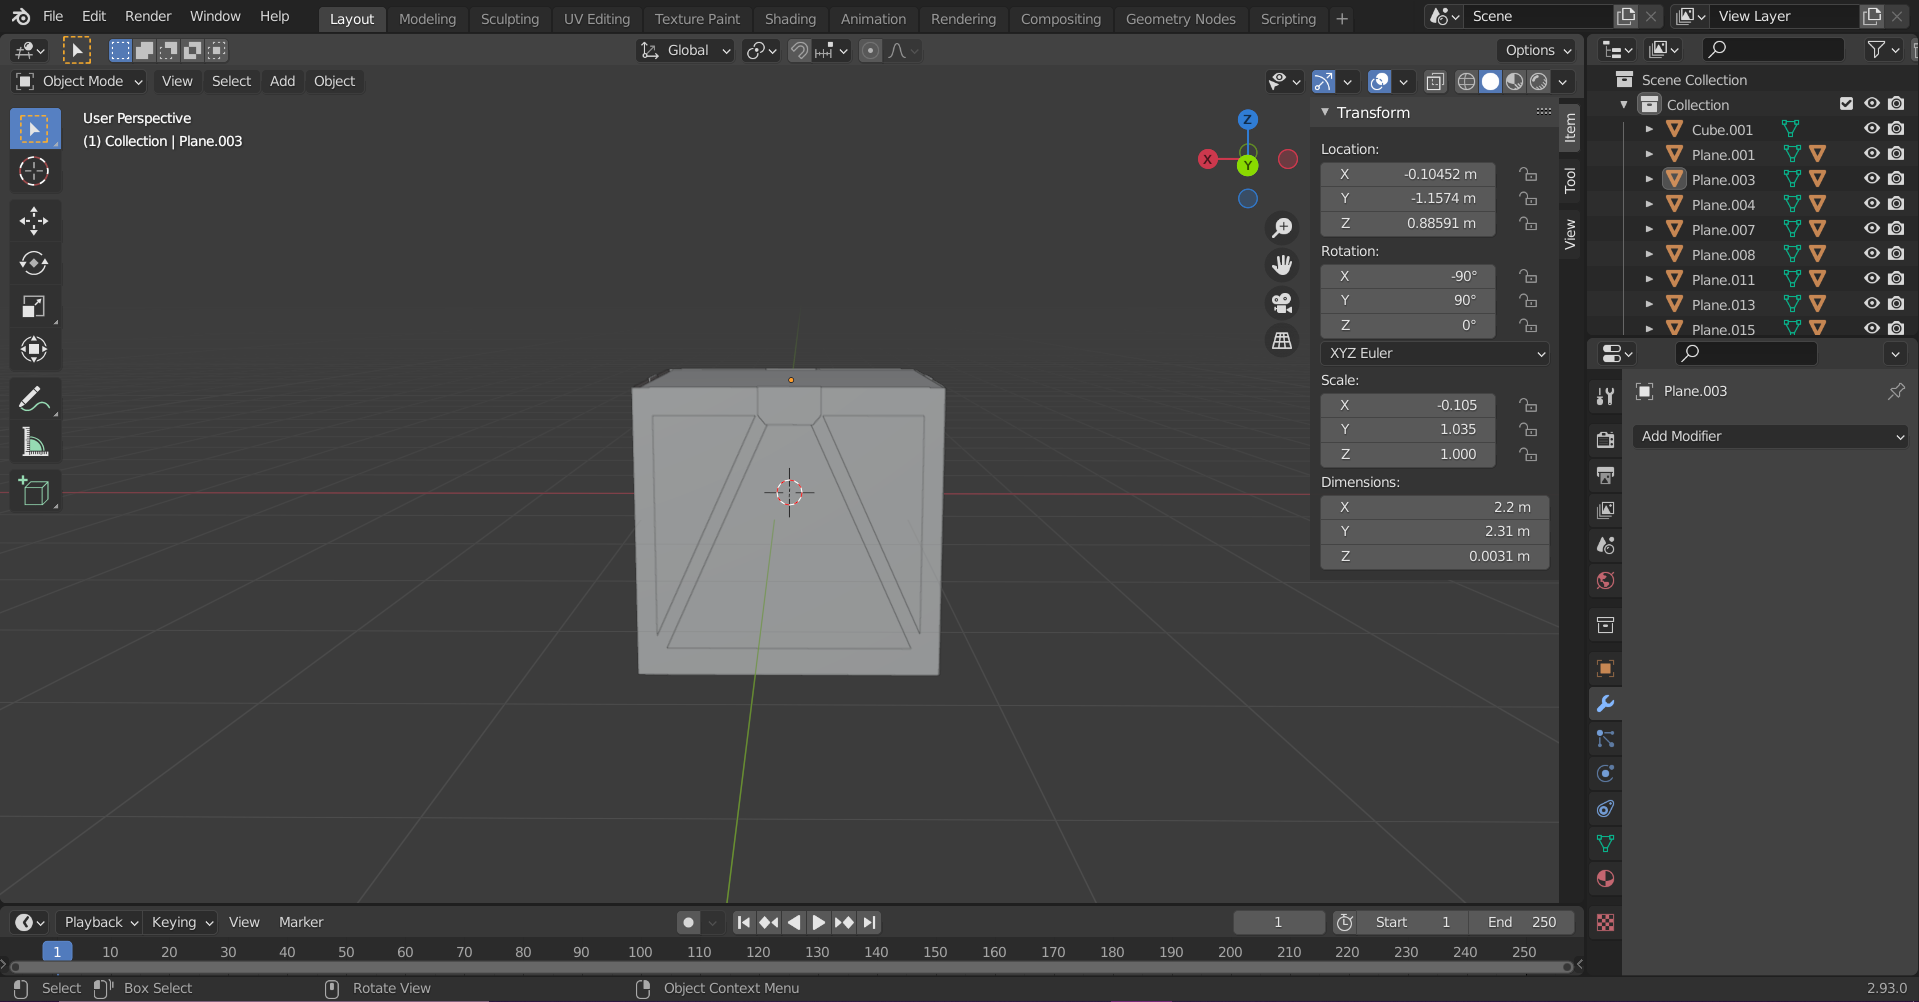 File Edit Render Window Help Layout Modeling Sculpting UV Editing Texture Paint Shading Animation Rendering Compositing Geometry Nodes Scripting + Scene View Layer
Global Options
Object Mode View Select Add Object
User Perspective
(1) Collection | Plane.003
Z
X
Y
Transform
Location:
X -0.10452 m
Y -1.1574 m
Z 0.88591 m
Rotation:
X -90°
Y 90°
Z 0°
XYZ Euler
Scale:
X -0.105
Y 1.035
Z 1.000
Dimensions:
X 2.2 m
Y 2.31 m
Z 0.0031 m
Item
Tool
View
Scene Collection
Collection
Cube.001
Plane.001
Plane.003
Plane.004
Plane.007
Plane.008
Plane.011
Plane.013
Plane.015
Plane.003
Add Modifier
Playback Keying View Marker 1 Start 1 End 250
1 10 20 30 40 50 60 70 80 90 100 110 120 130 140 150 160 170 180 190 200 210 220 230 240 250
Select Box Select Rotate View Object Context Menu 2.93.0